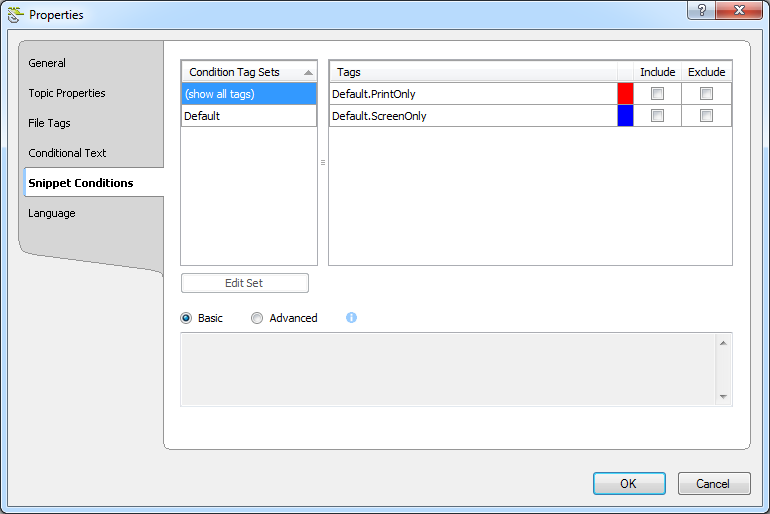 Properties
?
General
Topic Properties
File Tags
Conditional Text
Snippet Conditions
Language
Condition Tag Sets
(show all tags)
Default
Tags Include Exclude
Default.PrintOnly
Default.ScreenOnly
Edit Set
Basic Advanced i
OK Cancel